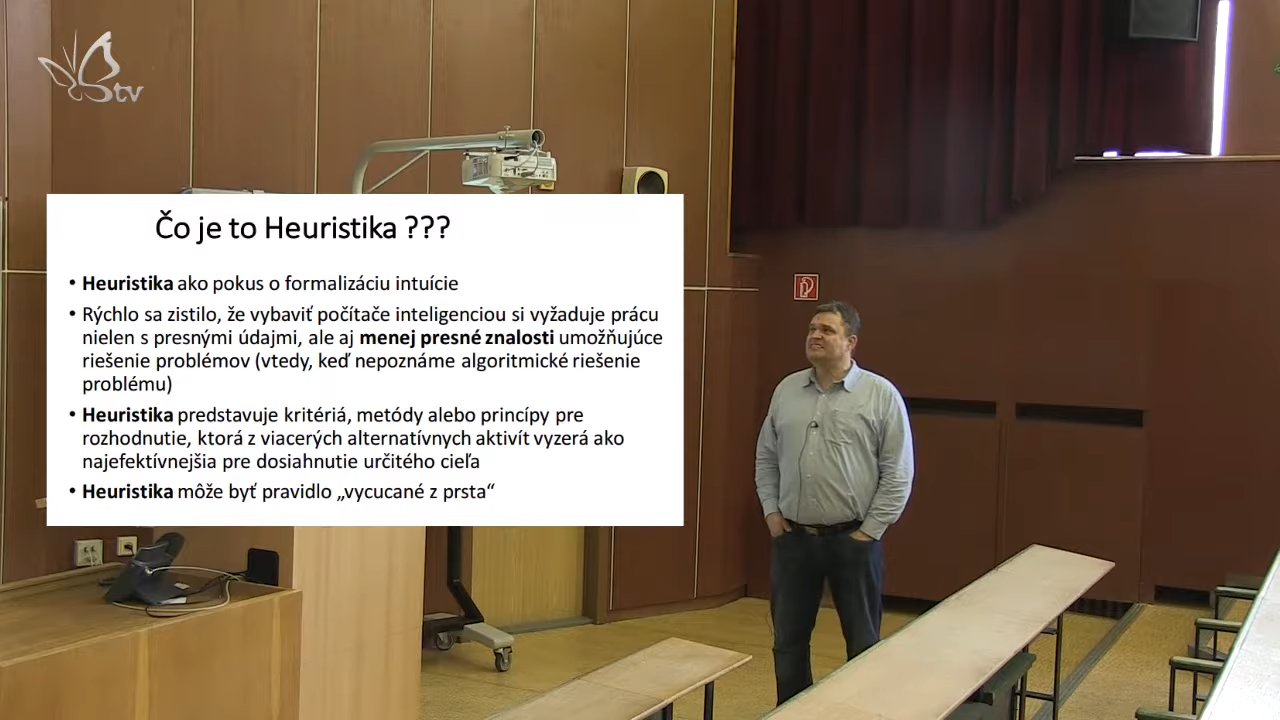 tv
Čo je to Heuristika ???
• Heuristika ako pokus o formalizáciu intuície
• Rýchlo sa zistilo, že vybaviť počítače inteligenciou si vyžaduje prácu
nielen s presnými údajmi, ale aj menej presné znalosti umožňujúce
riešenie problémov (vtedy, keď nepoznáme algoritmické riešenie
problému)
• Heuristika predstavuje kritériá, metódy alebo princípy pre
rozhodnutie, ktorá z viacerých alternatívnych aktivít vyzerá ako
najefektívnejšia pre dosiahnutie určitého cieľa
• Heuristika môže byť pravidlo „vycucané z prsta“